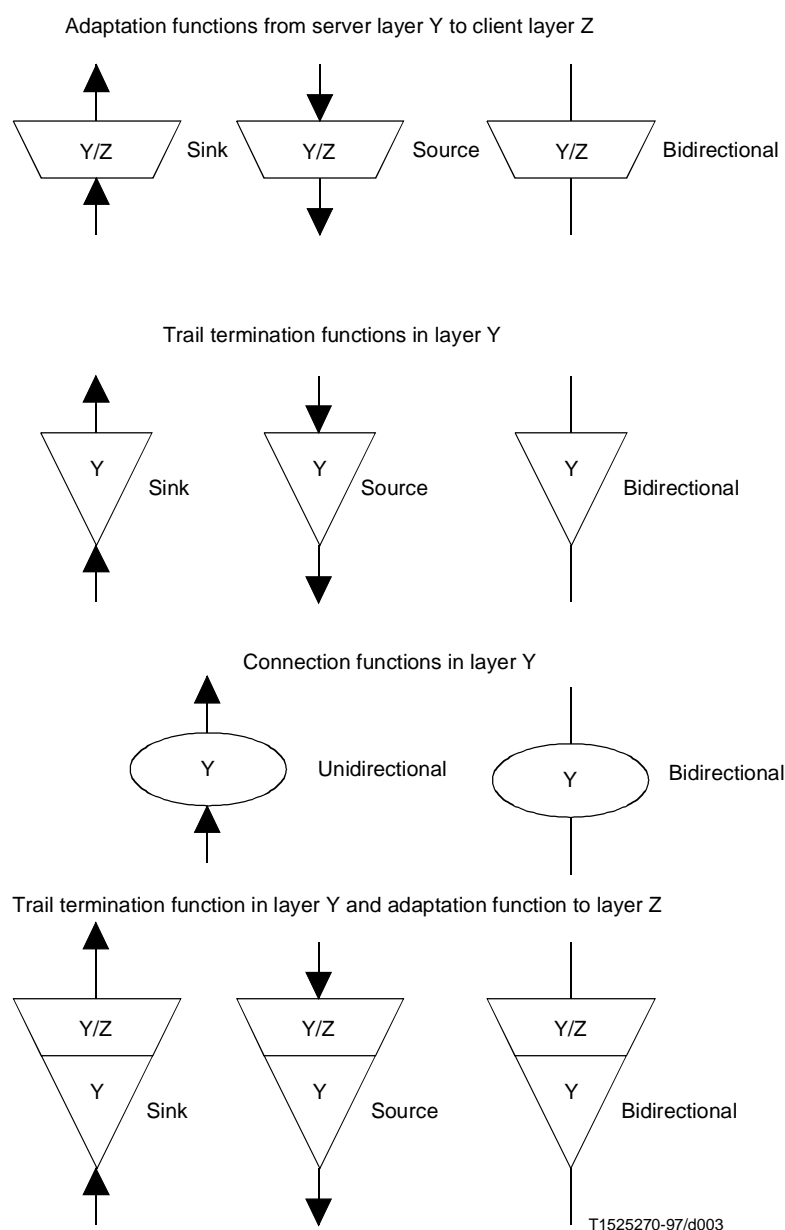 Adaptation functions from server layer Y to client layer Z
Y/Z Sink Y/Z Source Y/Z Bidirectional
Trail termination functions in layer Y
Y Sink Y Source Y Bidirectional
Connection functions in layer Y
Y Unidirectional Y Bidirectional
Trail termination function in layer Y and adaptation function to layer Z
Y/Z Y/Z Y/Z
Y Sink Y Source Y Bidirectional
T1525270-97/d003